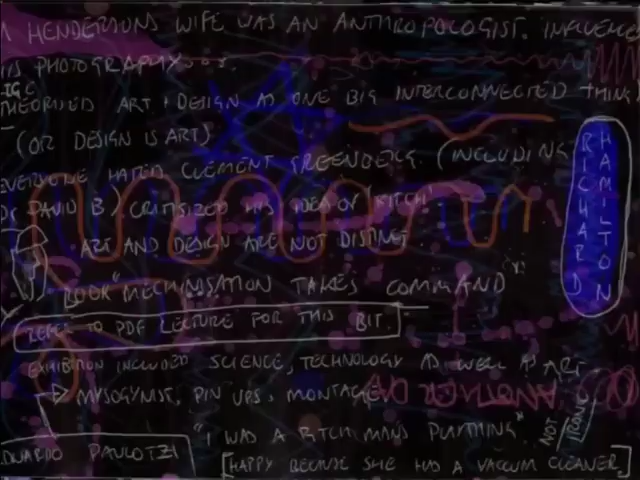 HENDERSONS WIFE WAS AN ANTHROPOLOGIST. INFLUENCE
HIS PHOTOGRAPHY....
IGC
THEORISED ART + DESIGN AS ONE BIG INTERCONNECTED THING
(OR DESIGN IS ART)
EVERYONE HATED CLEMENT GREENBERG. (INCLUDING
DR DAVID B) CRITISIZED HIS IDEA OF 'KITCH'
ART AND DESIGN ARE NOT DISTINCT
RICHARD
HAMILTON
BOOK "MECHANISATION TAKES COMMAND"
REFER TO PDF LECTURE FOR THIS BIT.
EXHIBITION INCLUDED SCIENCE, TECHNOLOGY AS WELL AS ART
MYSOGYNIST, PIN UPS, MONTAGE
"I WAS A RICH MANS PLAYTHING". NOT IRONIC
EDUARDO PAULOTZI
[HAPPY BECAUSE SHE HAS A VACUUM CLEANER]